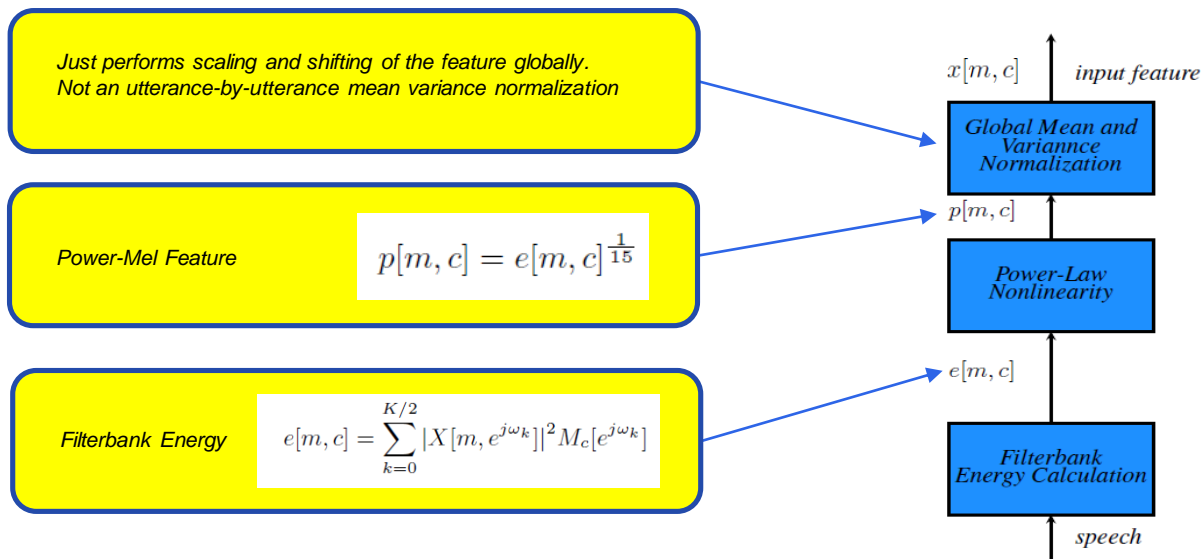 Just performs scaling and shifting of the feature globally.
Not an utterance-by-utterance mean variance normalization
Power-Mel Feature
p[m, c] = e[m, c]^{\frac{1}{15}}
Filterbank Energy
e[m, c] = \sum_{k=0}^{K/2} |X[m, e^{jω_k}]|^2 M_c[e^{jω_k}]
x[m, c]
input feature
Global Mean and
Variannce
Normalization
p[m, c]
Power-Law
Nonlinearity
e[m, c]
Filterbank
Energy Calculation
speech